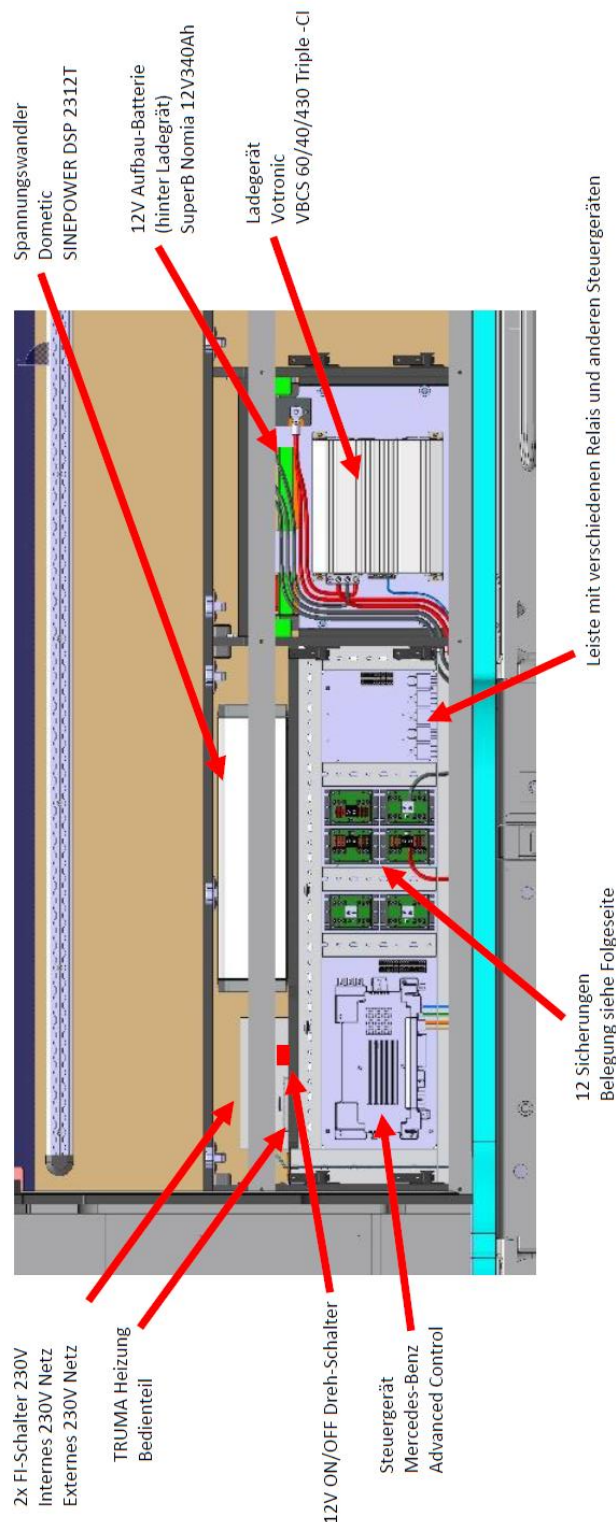 2x FI-Schalter 230V
Internes 230V Netz
Externes 230V Netz
TRUMA Heizung
Bedienteil
12V ON/OFF Dreh-Schalter
Steuergerät
Mercedes-Benz
Advanced Control
12 Sicherungen
Belegung siehe Folgeseite
Leiste mit verschiedenen Relais und anderen Steuergeräten
Spannungswandler
Dometic
SINEPOWER DSP 2312T
12V Aufbau-Batterie
(hinter Ladegrät)
SuperB Nomia 12V340Ah
Ladegerät
Votronic
VBCS 60/40/430 Triple -CI